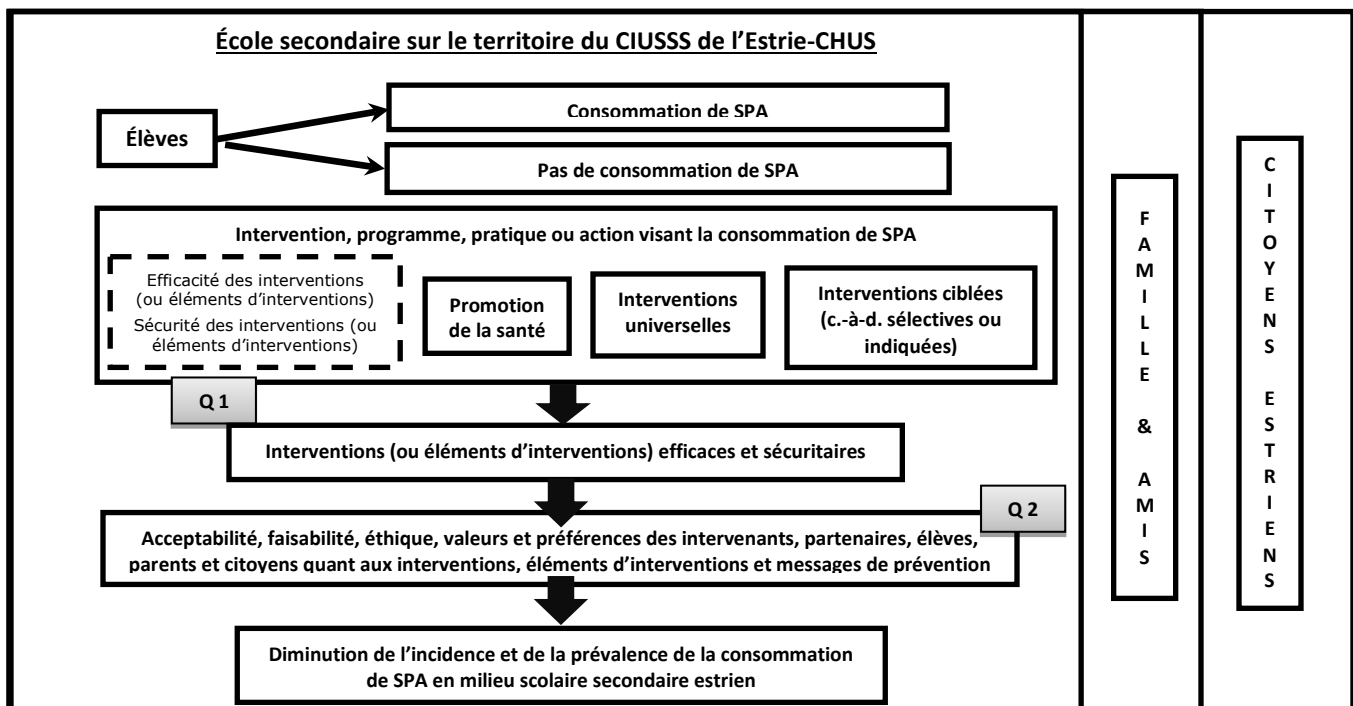 École secondaire sur le territoire du CIUSSS de l'Estrie-CHUS
Élèves
Consommation de SPA
Pas de consommation de SPA
Intervention, programme, pratique ou action visant la consommation de SPA
Efficacité des interventions
(ou éléments d'interventions)
Sécurité des interventions (ou
éléments d'interventions)
Promotion
de la santé
Interventions
universelles
Interventions ciblées
(c.-à-d. sélectives ou
indiquées)
Q 1
Interventions (ou éléments d'interventions) efficaces et sécuritaires
Q 2
Acceptabilité, faisabilité, éthique, valeurs et préférences des intervenants, partenaires, élèves,
parents et citoyens quant aux interventions, éléments d'interventions et messages de prévention
Diminution de l'incidence et de la prévalence de la consommation
de SPA en milieu scolaire secondaire estrien
FAMILLE & AMIS
CITOYENS ESTRIENS